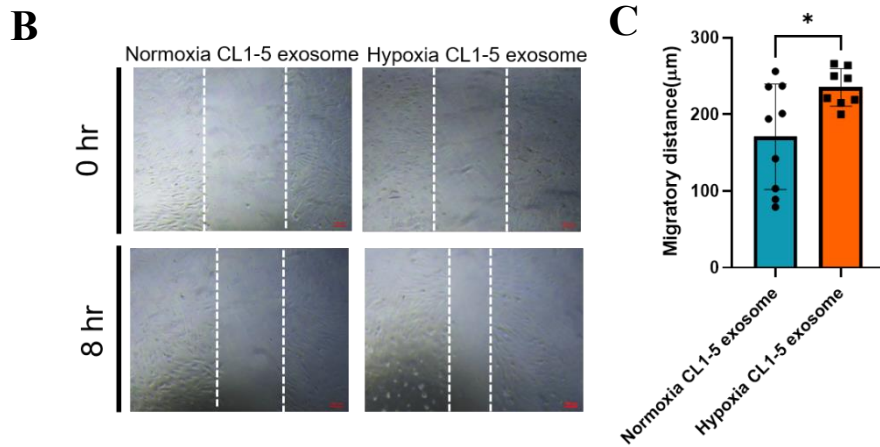 B
Normoxia CL1-5 exosome
Hypoxia CL1-5 exosome
0 hr
8 hr
C
*
Migratory distance(μm)
300
200
100
0
Normoxia CL1-5 exosome
Hypoxia CL1-5 exosome